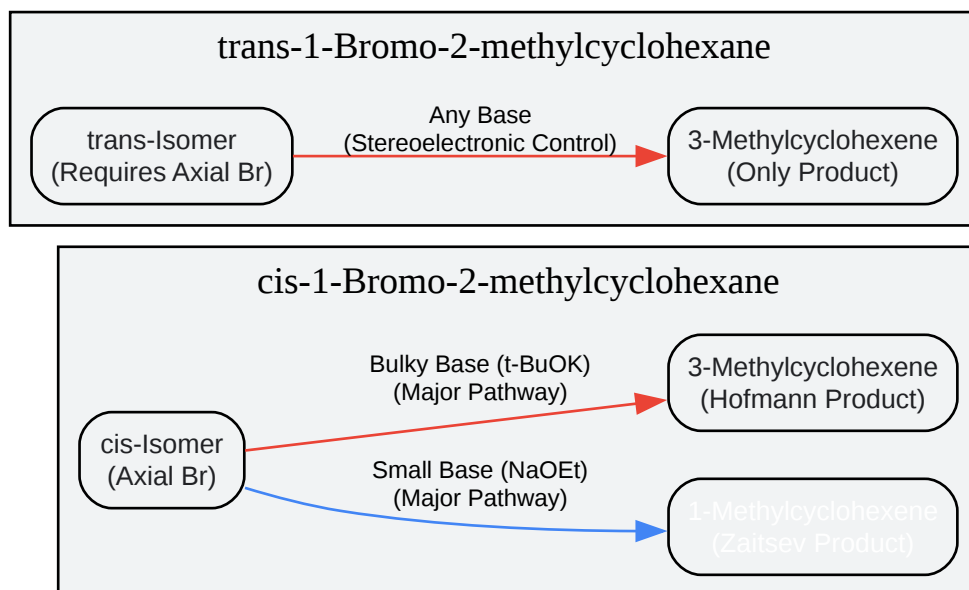 trans-1-Bromo-2-methylcyclohexane
Any Base
(Stereoelectronic Control)
trans-Isomer
(Requires Axial Br)
3-Methylcyclohexene
(Only Product)
cis-1-Bromo-2-methylcyclohexane
Bulky Base (t-BuOK)
(Major Pathway)
3-Methylcyclohexene
(Hofmann Product)
cis-Isomer
(Axial Br)
Small Base (NaOEt)
(Major Pathway)
1-Methylcyclohexene
(Zaitsev Product)